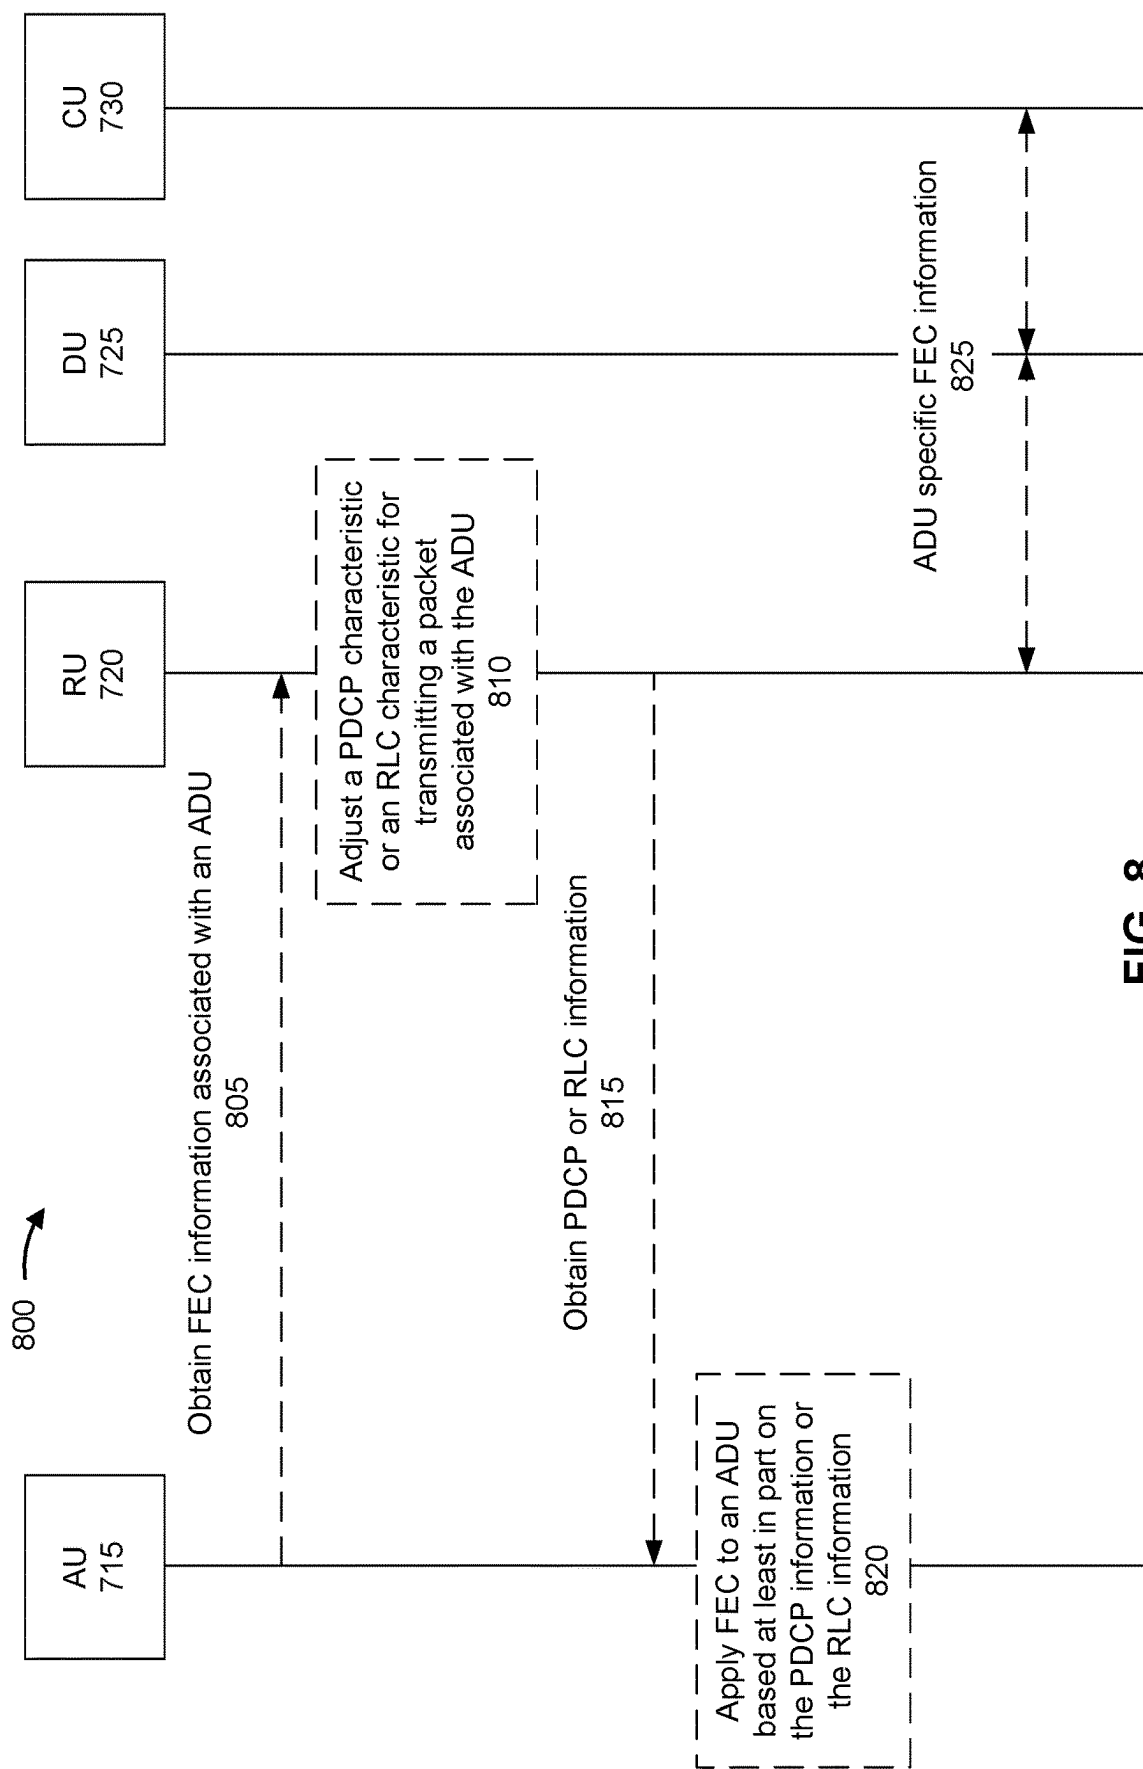 800
AU
715
RU
720
DU
725
CU
730
Obtain FEC information associated with an ADU
805
Adjust a PDCP characteristic
or an RLC characteristic for
transmitting a packet
associated with the ADU
810
Obtain PDCP or RLC information
815
Apply FEC to an ADU
based at least in part on
the PDCP information or
the RLC information
820
ADU specific FEC information
825
FIG. 8